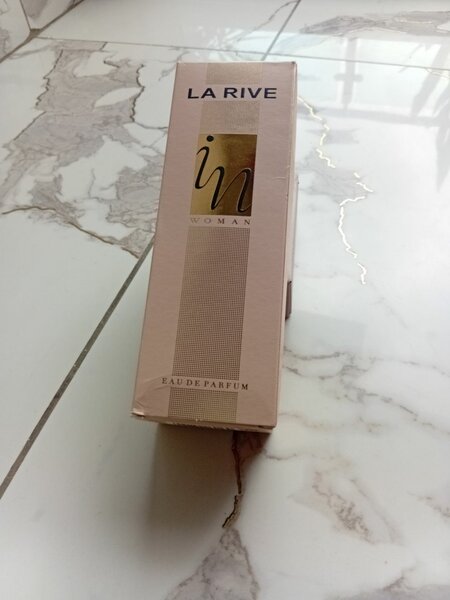 LA RIVE
in
WOMAN
EAU DE PARFUM